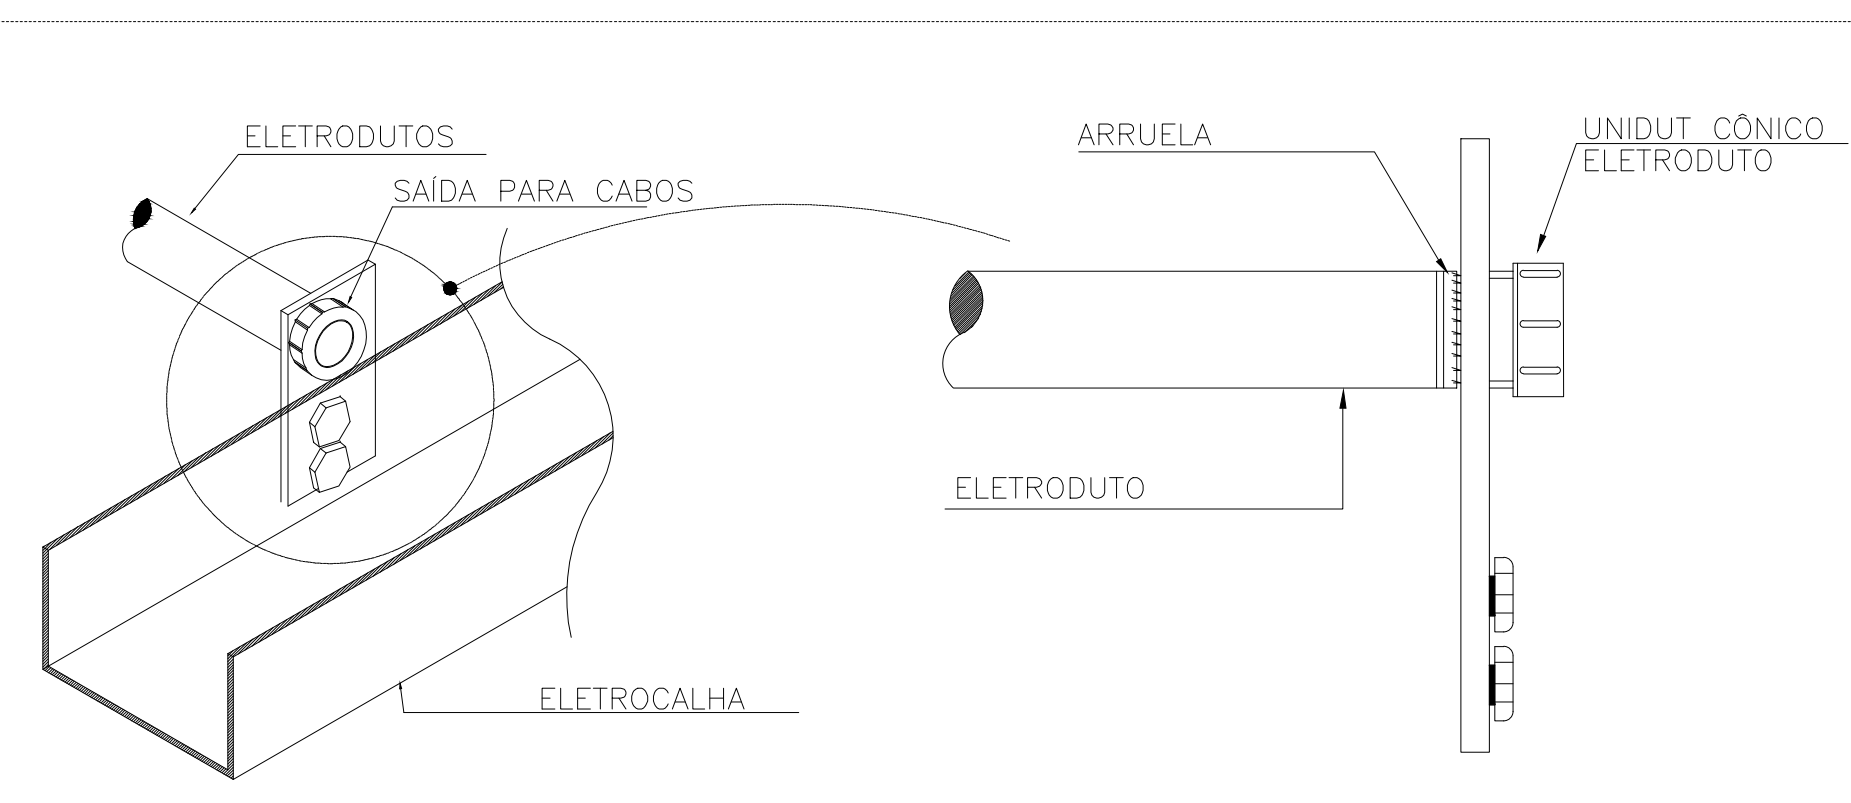 ELETRODUTOS
SAÍDA PARA CABOS
ELETROCALHA
ARRUELA
UNIDUT CÔNICO
ELETRODUTO
ELETRODUTO